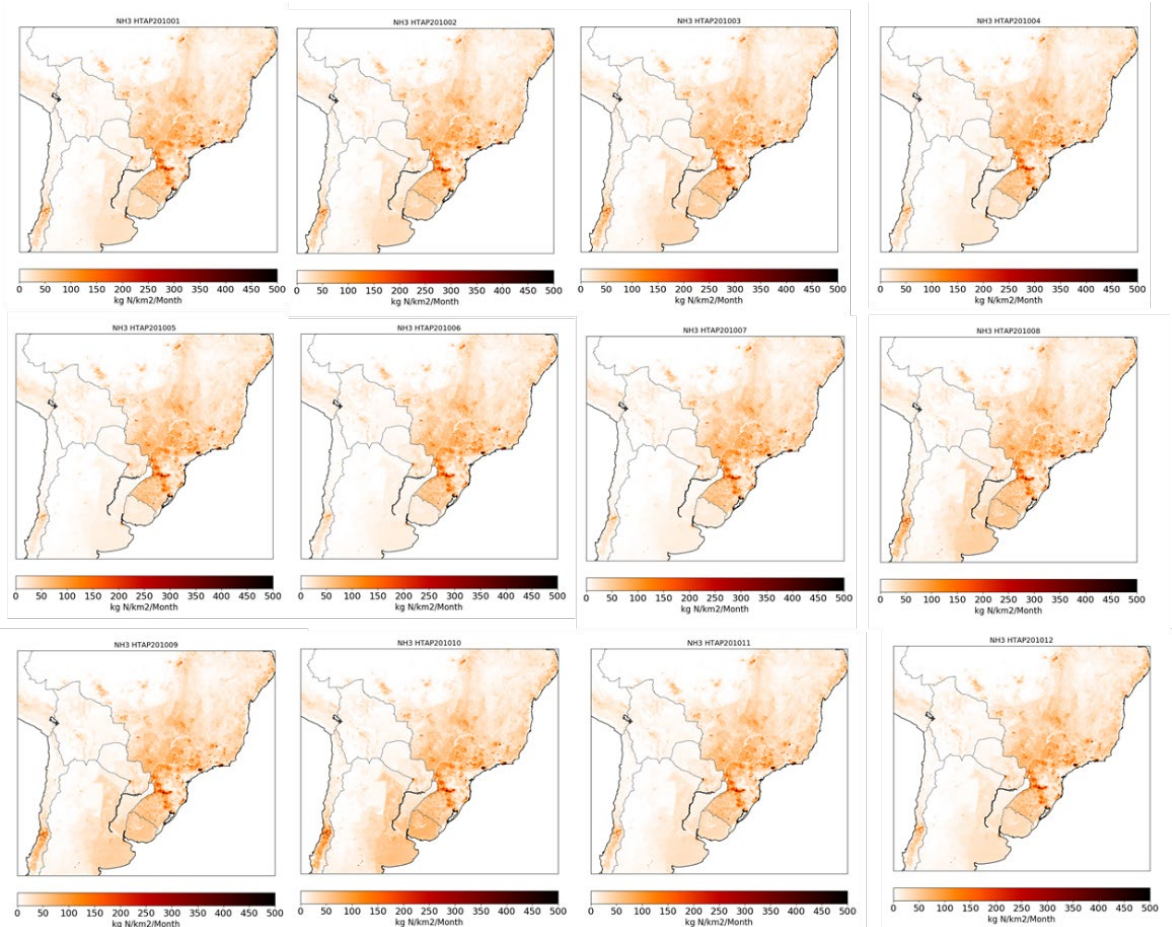 NH3 HTAP201001
NH3 HTAP201002
NH3 HTAP201003
NH3 HTAP201004
0 50 100 150 200 250 300 350 400 450 500
kg N/km2/Month
0 50 100 150 200 250 300 350 400 450 500
kg N/km2/Month
0 50 100 150 200 250 300 350 400 450 500
kg N/km2/Month
0 50 100 150 200 250 300 350 400 450 500
kg N/km2/Month
NH3 HTAP201005
NH3 HTAP201006
NH3 HTAP201007
NH3 HTAP201008
0 50 100 150 200 250 300 350 400 450 500
kg N/km2/Month
0 50 100 150 200 250 300 350 400 450 500
kg N/km2/Month
0 50 100 150 200 250 300 350 400 450 500
kg N/km2/Month
0 50 100 150 200 250 300 350 400 450 500
kg N/km2/Month
NH3 HTAP201009
NH3 HTAP201010
NH3 HTAP201011
NH3 HTAP201012
0 50 100 150 200 250 300 350 400 450 500
kg N/km2/Month
0 50 100 150 200 250 300 350 400 450 500
kg N/km2/Month
0 50 100 150 200 250 300 350 400 450 500
kg N/km2/Month
0 50 100 150 200 250 300 350 400 450 500
kg N/km2/Month